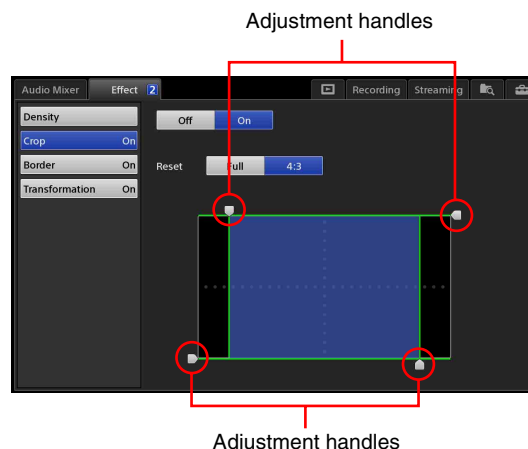 Adjustment handles
Audio Mixer Effect 2 Recording Streaming
Density
Off On
Crop On
Border On
Reset Full 4:3
Transformation On
Adjustment handles